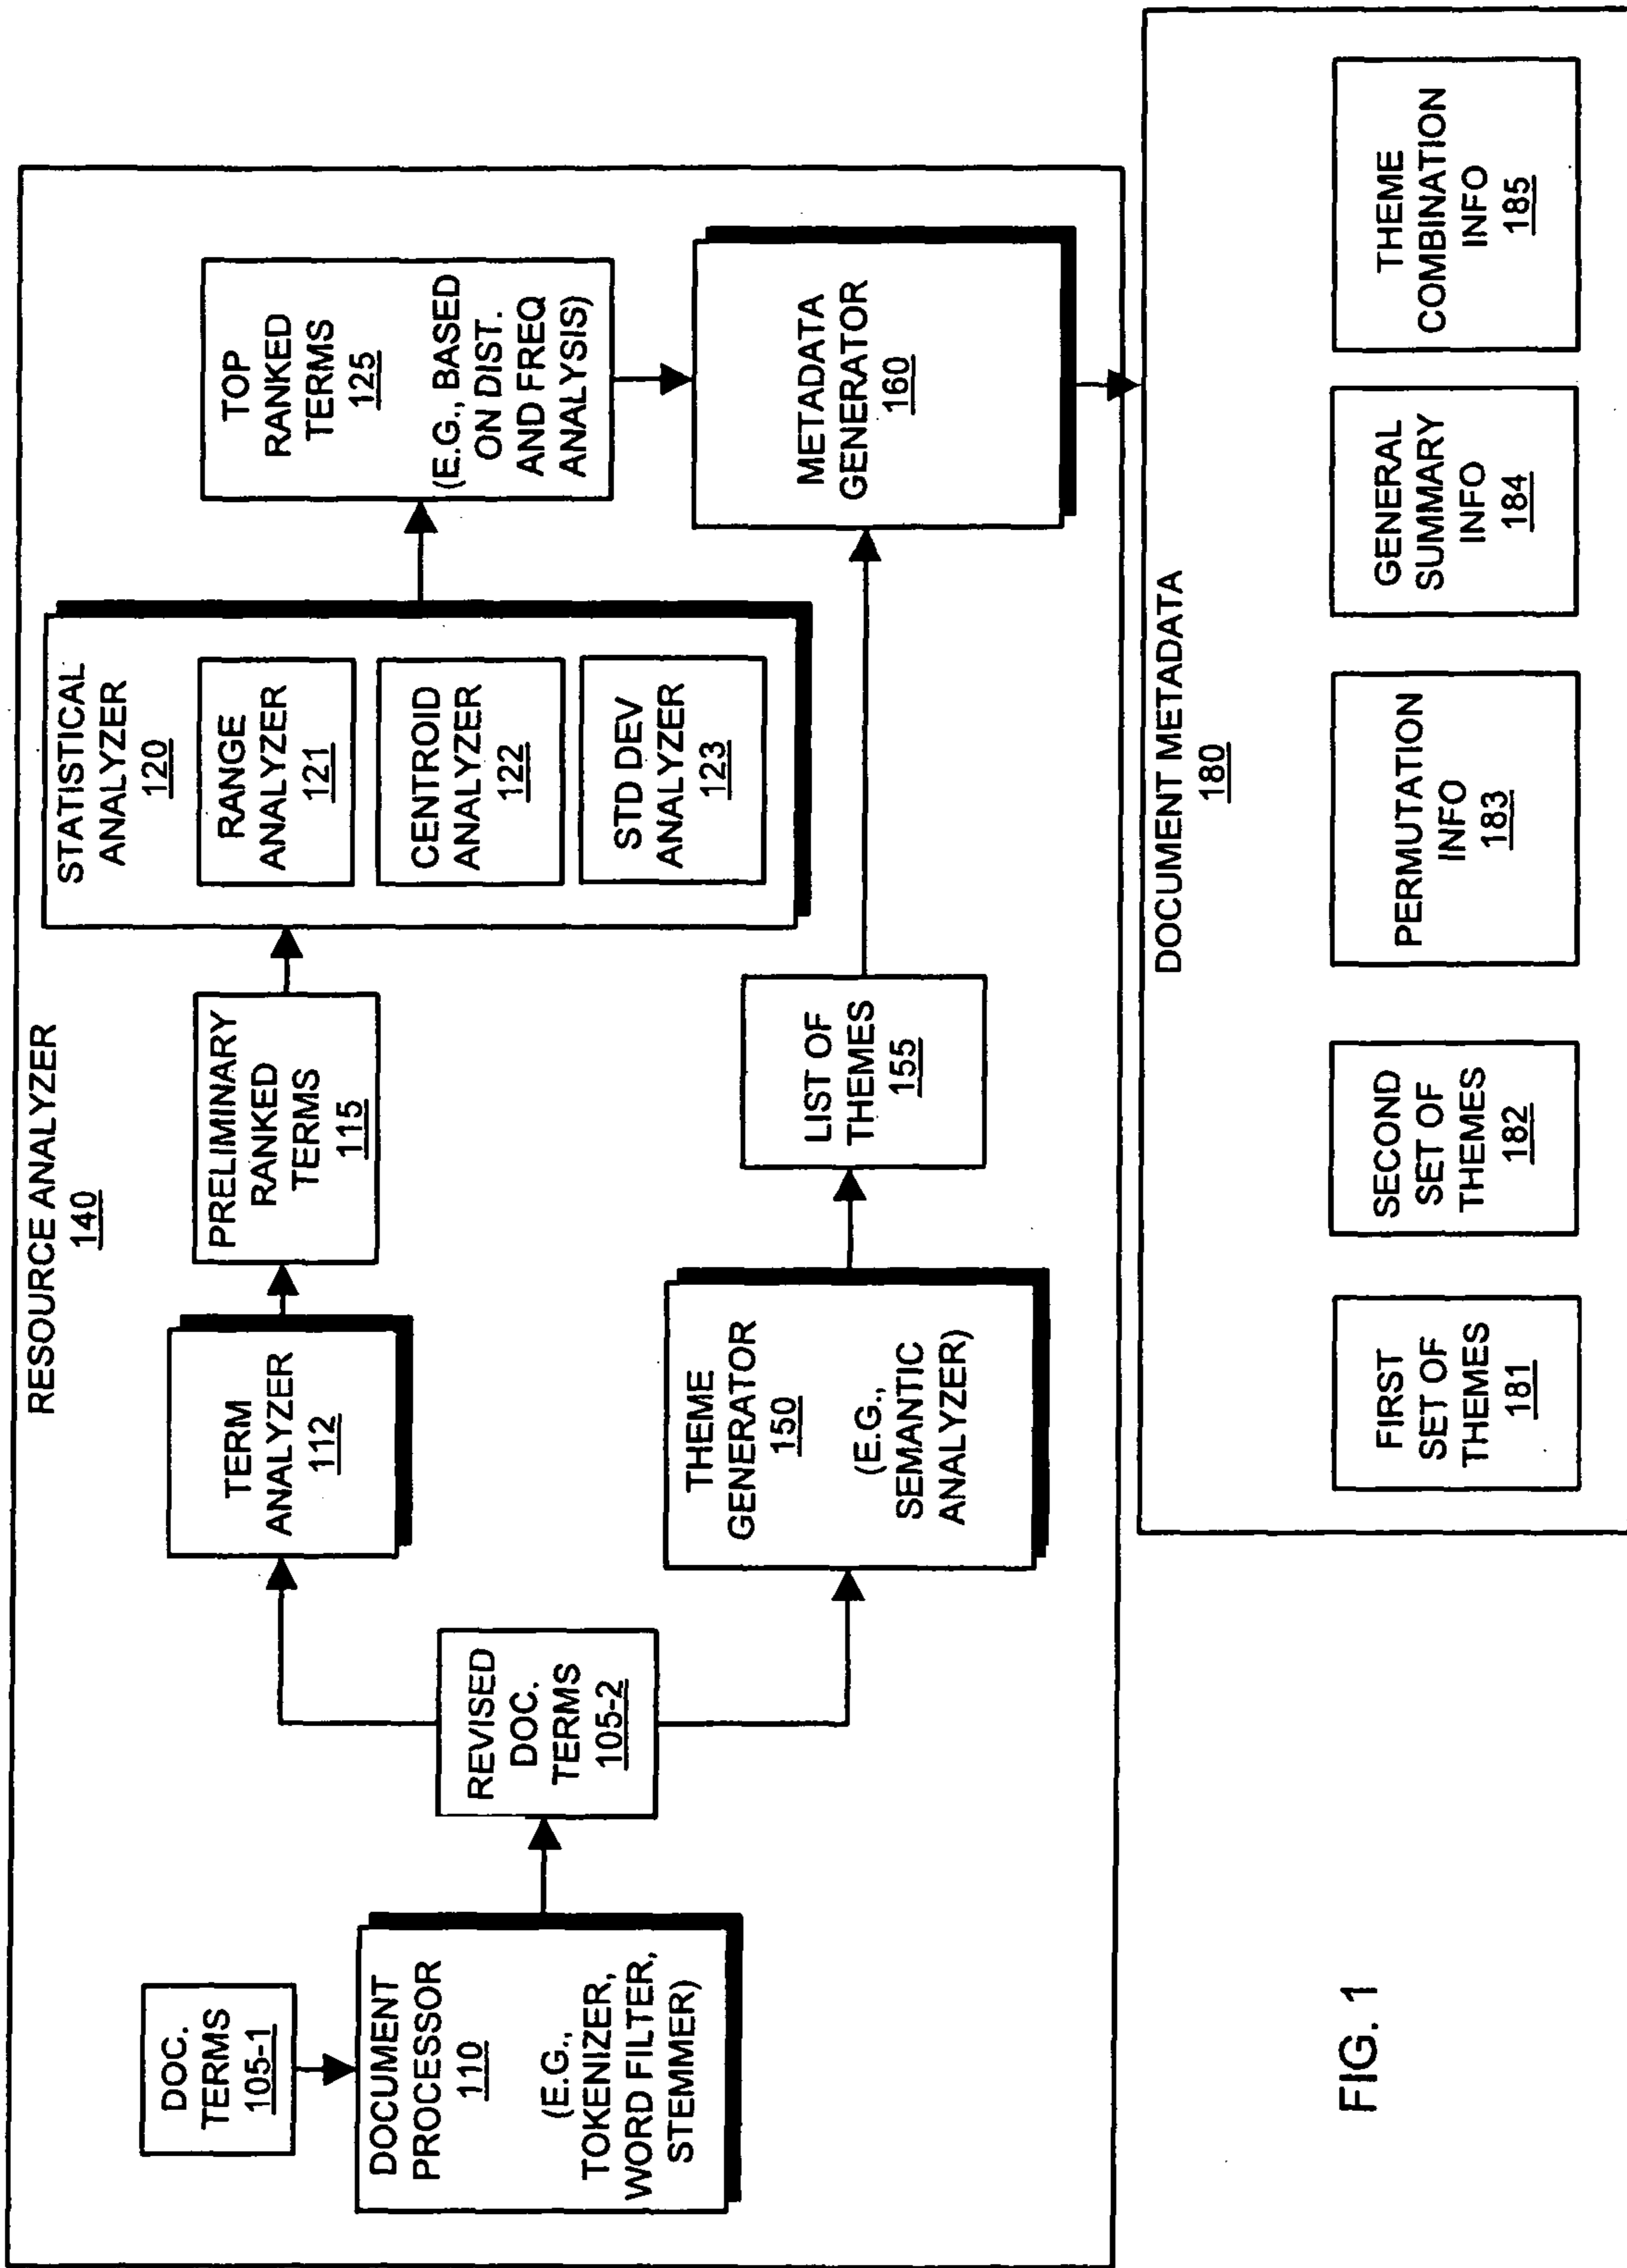 RESOURCE ANALYZER
140
DOC.
TERMS
105-1
DOCUMENT
PROCESSOR
110
(E.G.,
TOKENIZER,
WORD FILTER,
STEMMER)
REVISED
DOC.
TERMS
105-2
TERM
ANALYZER
112
PRELIMINARY
RANKED
TERMS
115
STATISTICAL
ANALYZER
120
RANGE
ANALYZER
121
CENTROID
ANALYZER
122
STD DEV
ANALYZER
123
TOP
RANKED
TERMS
125
(E.G., BASED
ON DIST.
AND FREQ
ANALYSIS)
THEME
GENERATOR
150
(E.G.,
SEMANTIC
ANALYZER)
LIST OF
THEMES
155
METADATA
GENERATOR
160
DOCUMENT METADATA
180
FIRST
SET OF
THEMES
181
SECOND
SET OF
THEMES
182
PERMUTATION
INFO
183
GENERAL
SUMMARY
INFO
184
THEME
COMBINATION
INFO
185
FIG. 1